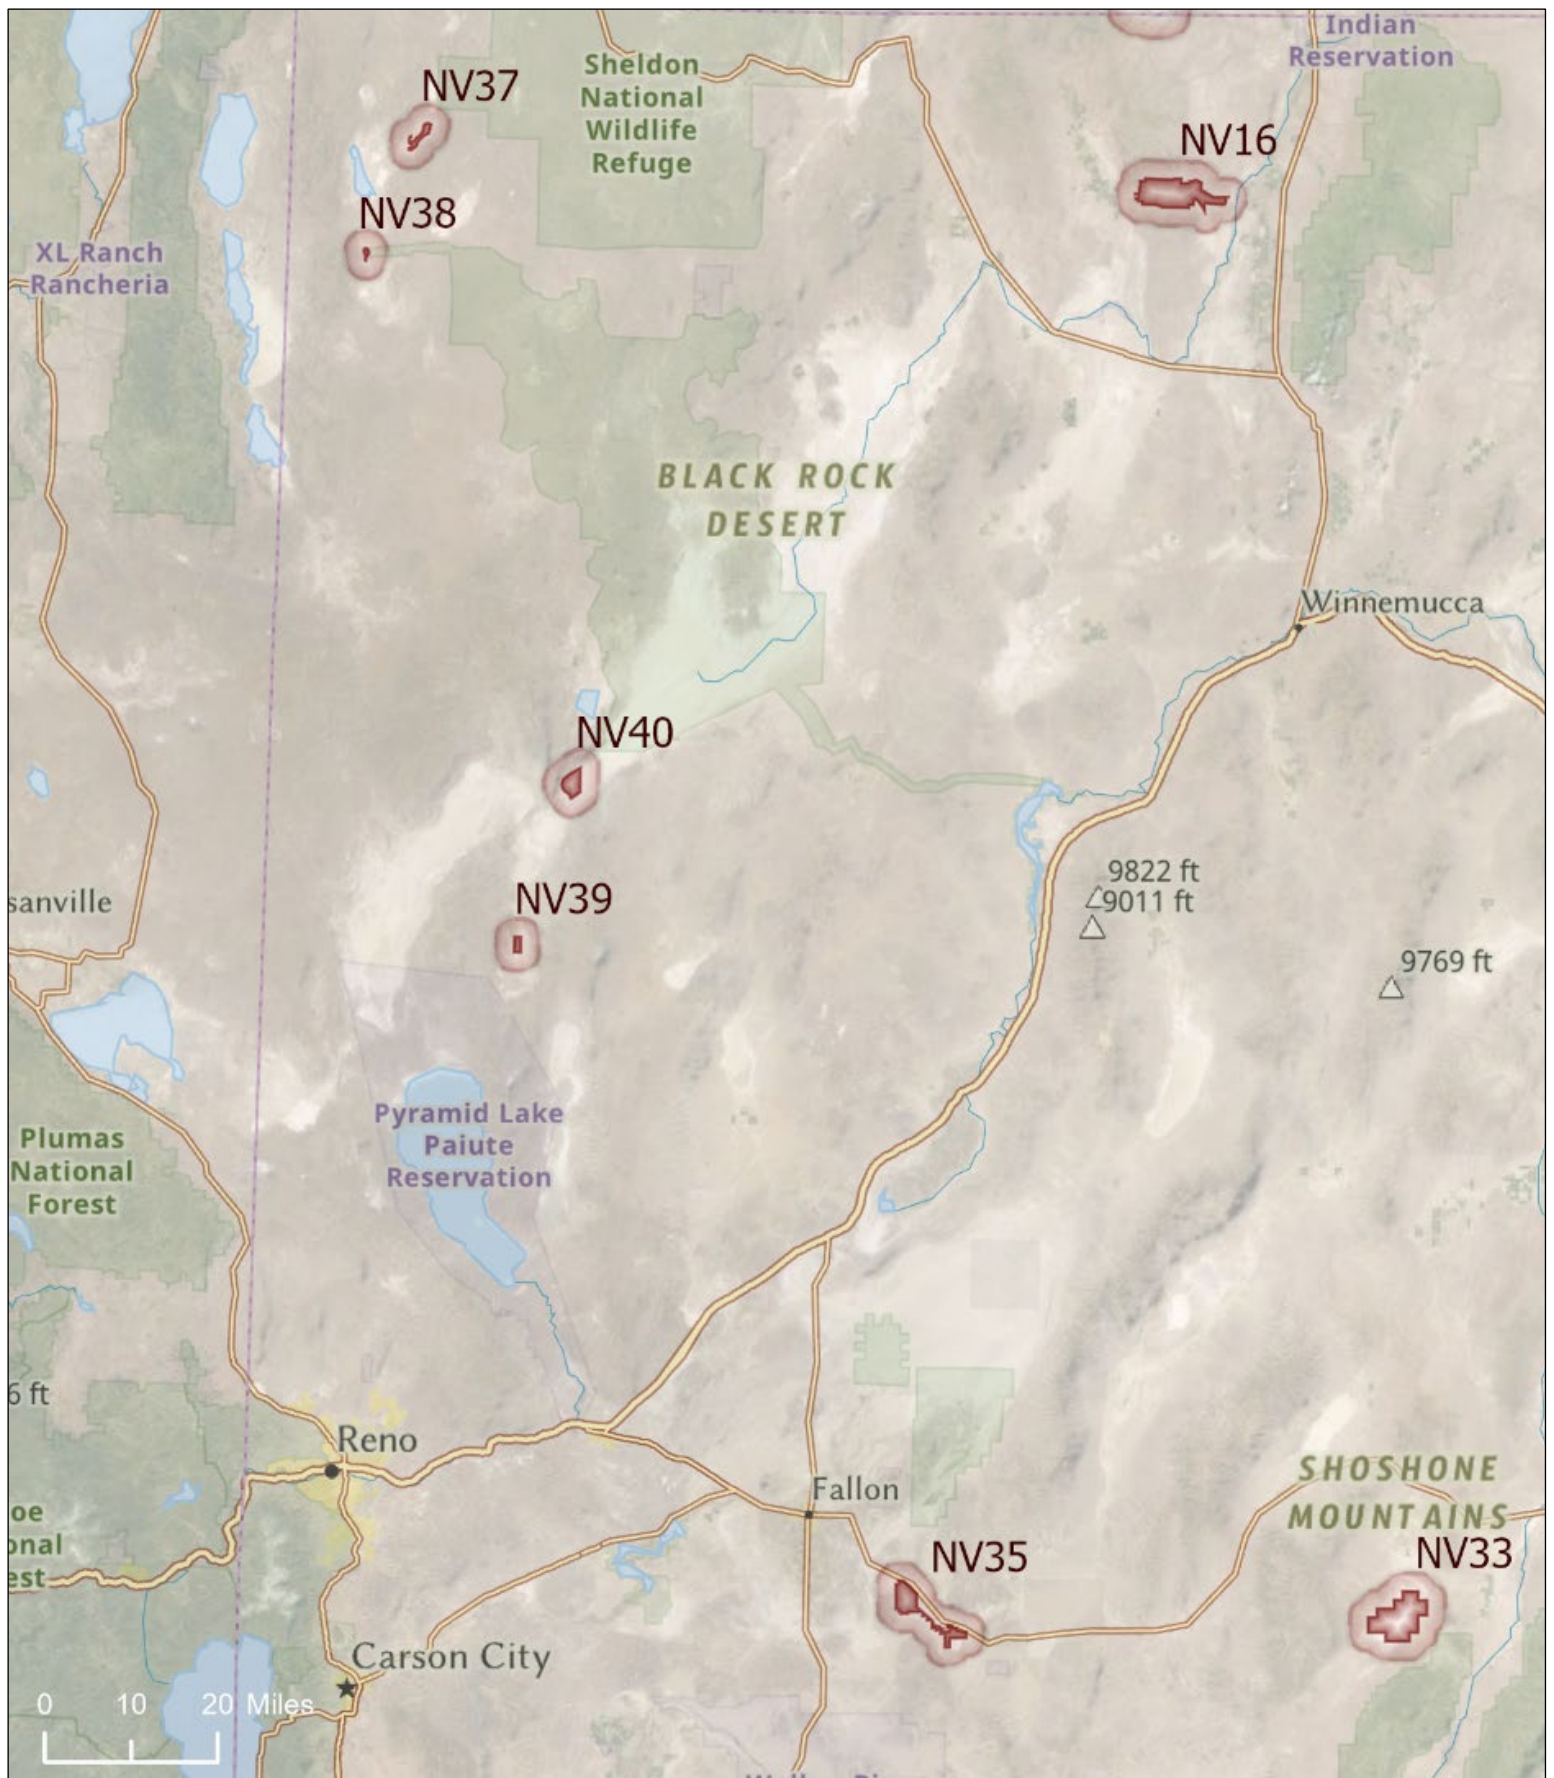 Indian
Reservation
NV37
Sheldon
National
Wildlife
Refuge
NV16
NV38
XL Ranch
Rancheria
BLACK ROCK
DESERT
Winnemucca
NV40
9822 ft
9011 ft
sanville
NV39
9769 ft
Pyramid Lake
Paiute
Reservation
Plumas
National
Forest
6 ft
Reno
SHOSHONE
MOUNTAINS
Fallon
oe
onal
est
NV35
NV33
Carson City
0 10 20 Miles